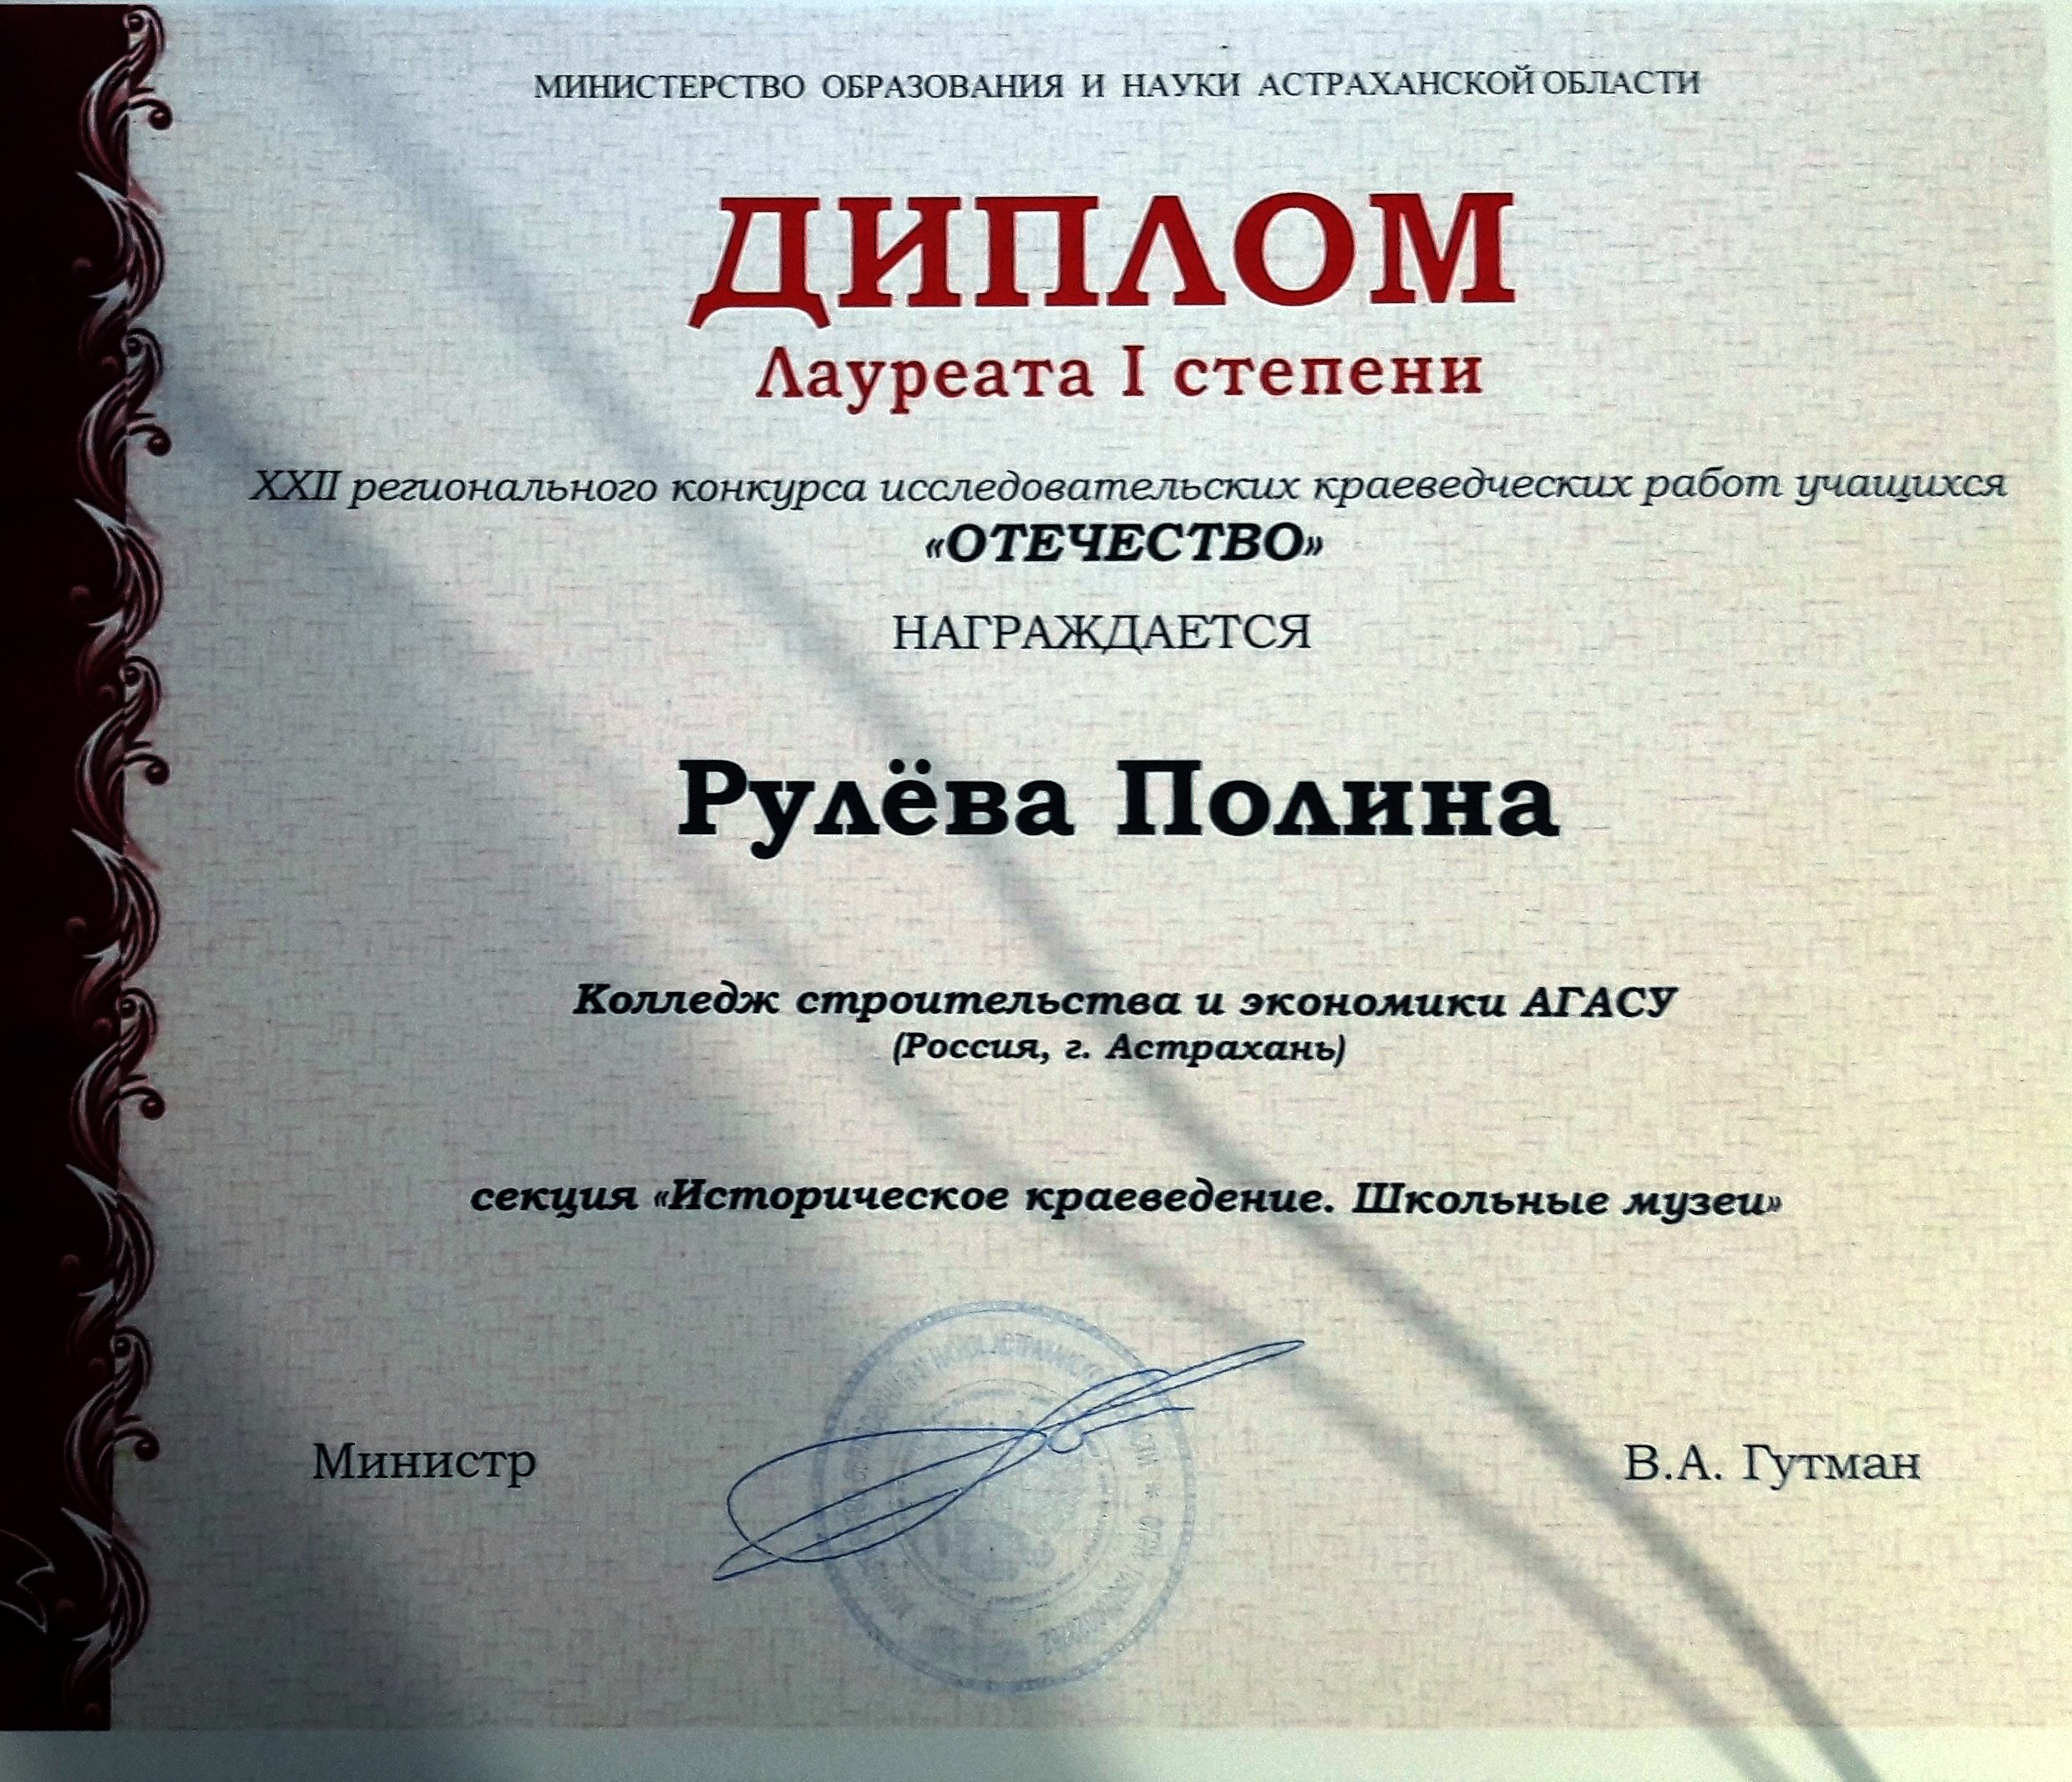 МИНИСТЕРСТВО ОБРАЗОВАНИЯ И НАУКИ АСТРАХАНСКОЙ ОБЛАСТИ
ДИПЛОМ
Лауреата I степени
XXII регионального конкурса исследовательских краеведческих работ учащихся
«ОТЕЧЕСТВО»
НАГРАЖДАЕТСЯ
Рулёва Полина
Колледж строительства и экономики АГАСУ
(Россия, г. Астрахань)
секция «Историческое краеведение. Школьные музеи»
Министр
В.А. Гутман